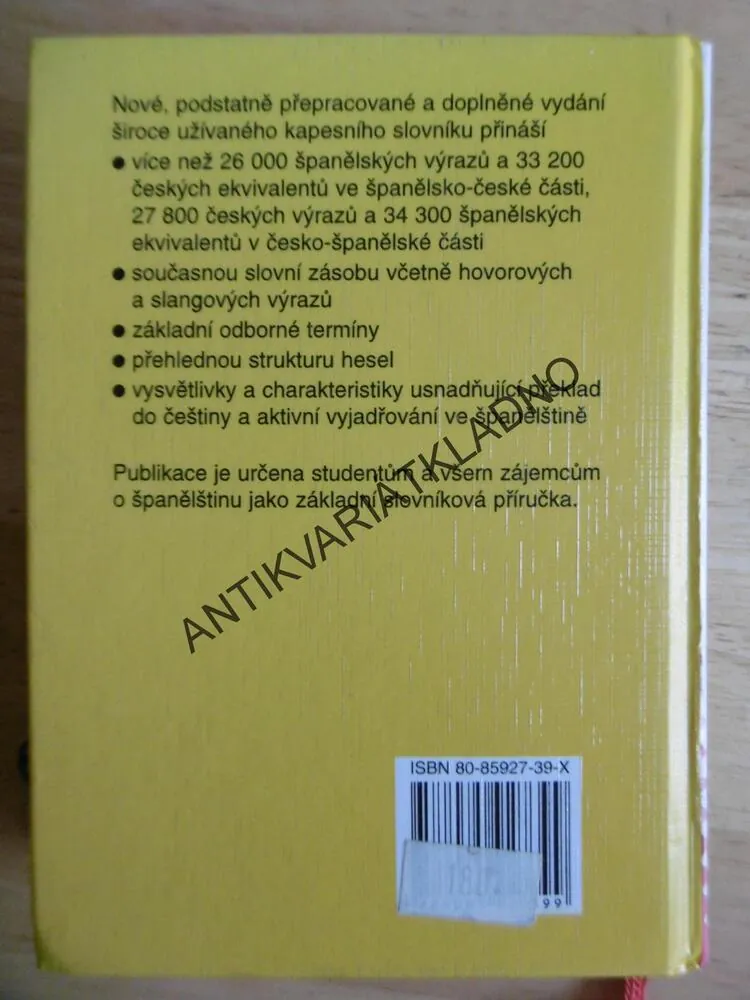 Nové, podstatně přepracované a doplněné vydání
široce užívaného kapesního slovníku přináší
● více než 26 000 španělských výrazů a 33 200
českých ekvivalentů ve španělsko-české části,
27 800 českých výrazů a 34 300 španělských
ekvivalentů v česko-španělské části
● současnou slovní zásobu včetně hovorových
a slangových výrazů
● základní odborné termíny
● přehlednou strukturu hesel
● vysvětlivky a charakteristiky usnadňující překlad
do češtiny a aktivní vyjadřování ve španělštině
Publikace je určena studentům a všem zájemcům
o španělštinu jako základní slovníková příručka.
ANTIKVARIÁTKLADNO
ISBN 80-85927-39-X
99